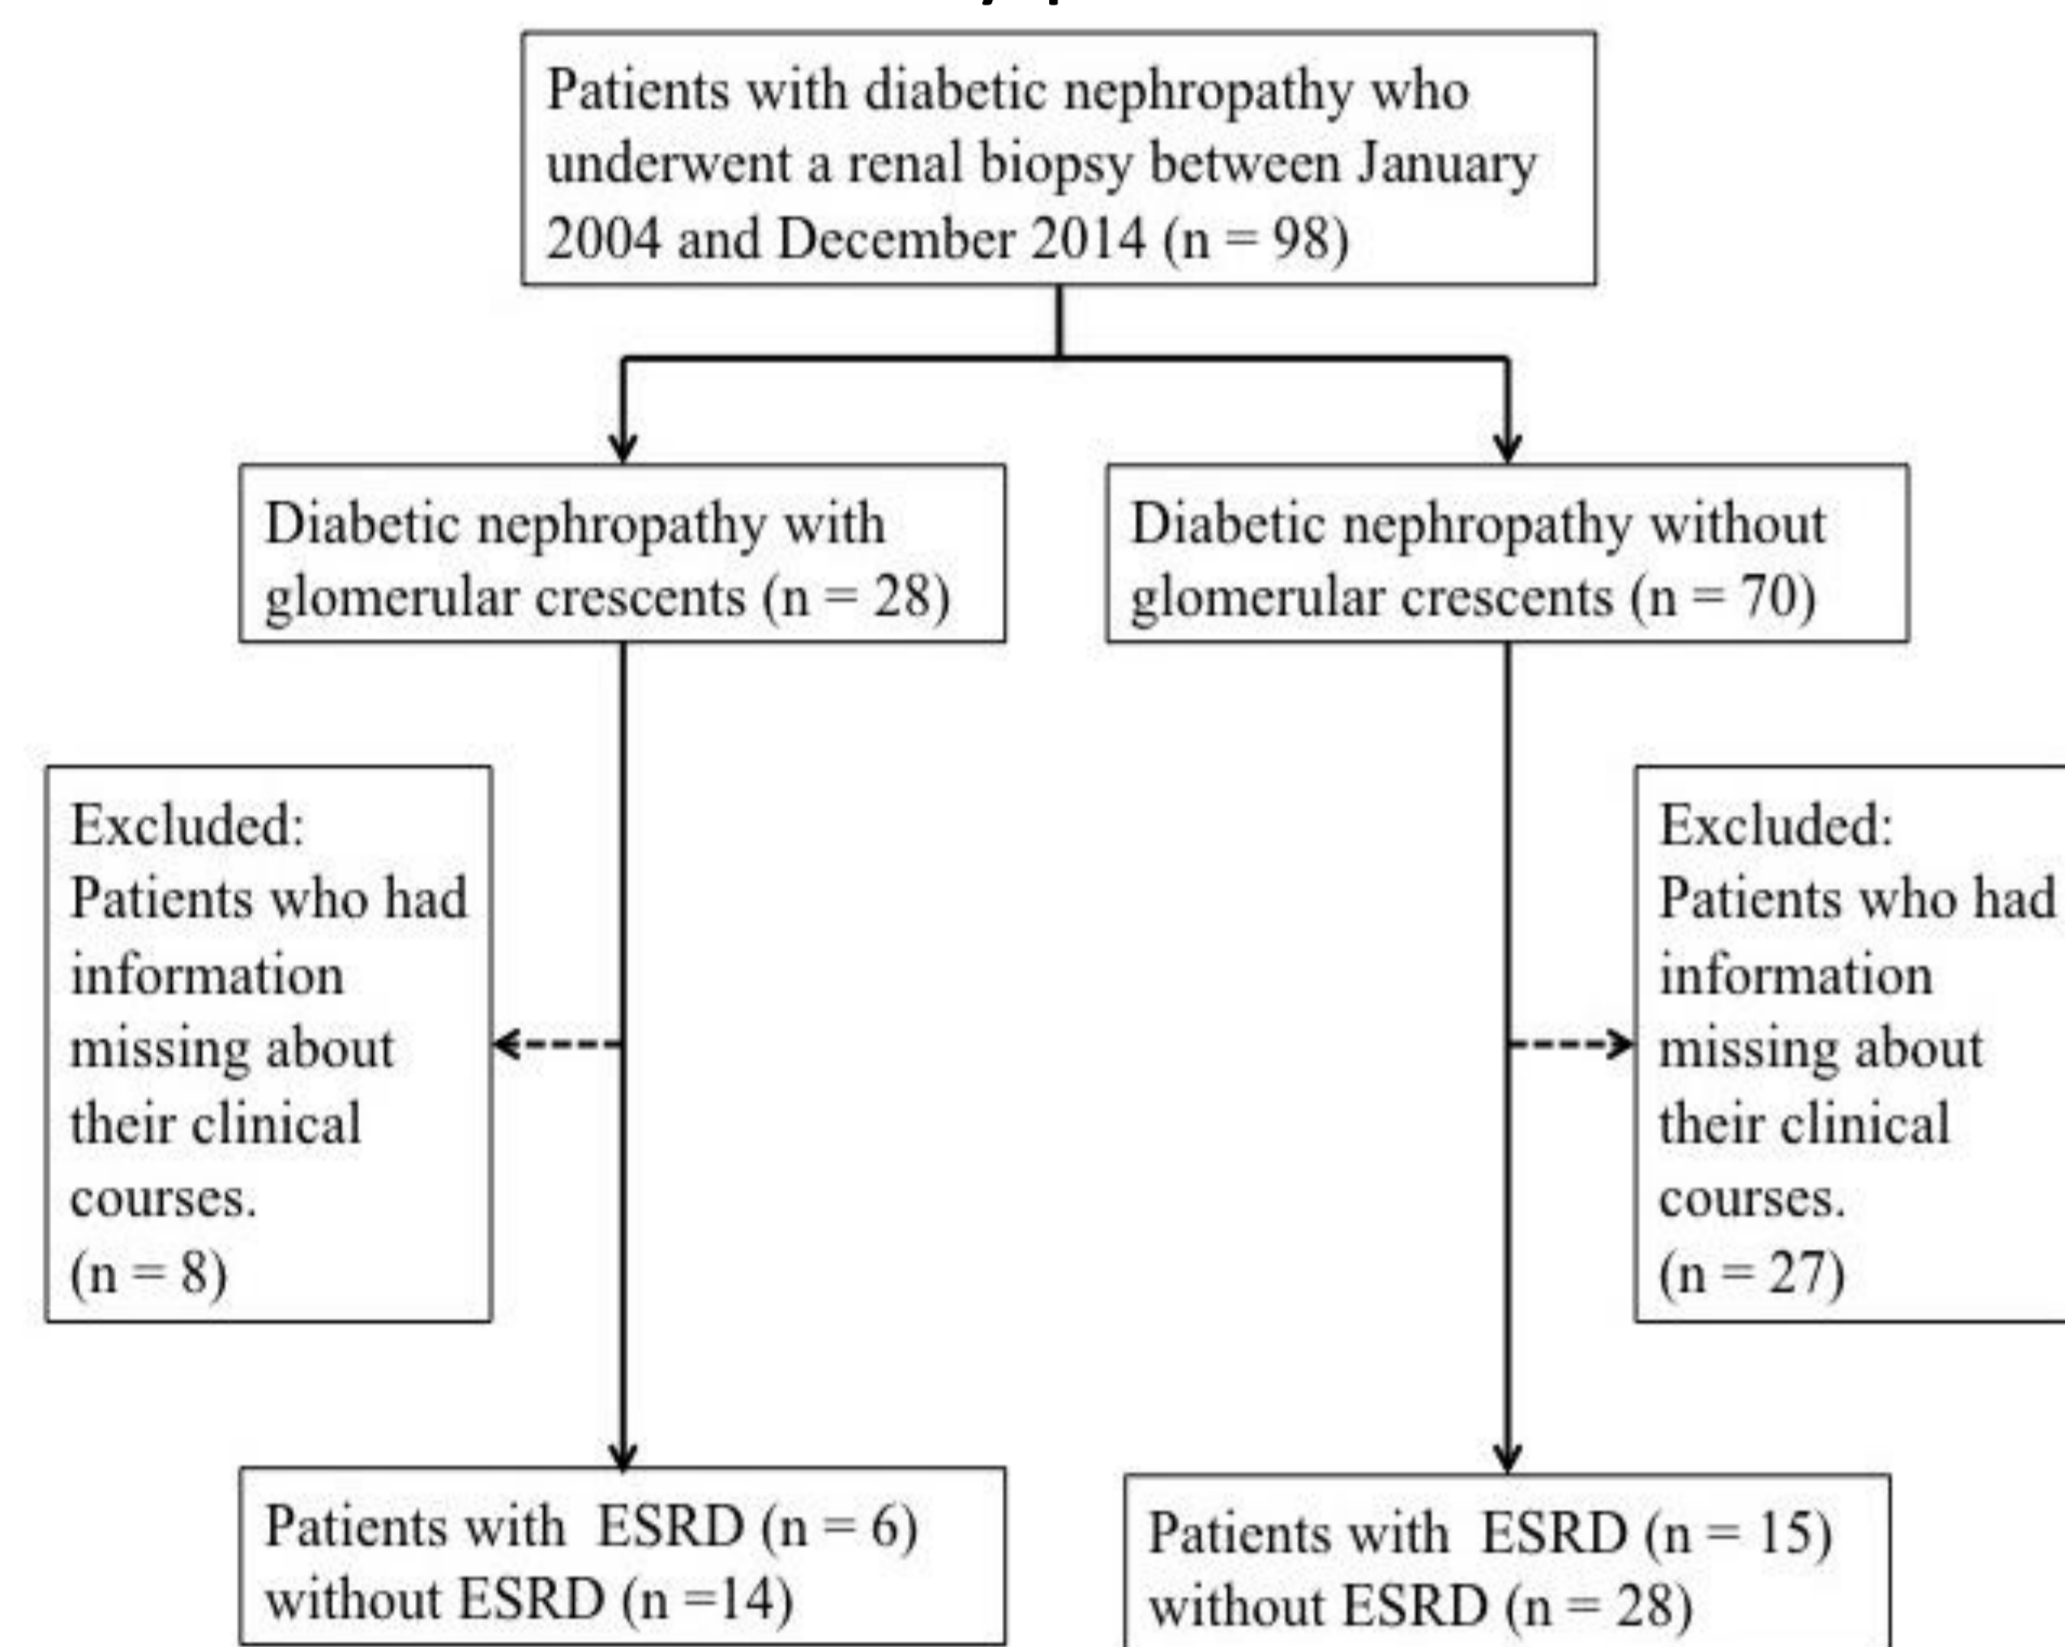 Patients with diabetic nephropathy who
underwent a renal biopsy between January
2004 and December 2014 (n = 98)
Diabetic nephropathy with
glomerular crescents (n = 28)
Diabetic nephropathy without
glomerular crescents (n = 70)
Excluded:
Patients who had
information
missing about
their clinical
courses.
(n = 8)
Excluded:
Patients who had
information
missing about
their clinical
courses.
(n = 27)
Patients with ESRD (n = 6)
without ESRD (n =14)
Patients with ESRD (n = 15)
without ESRD (n = 28)